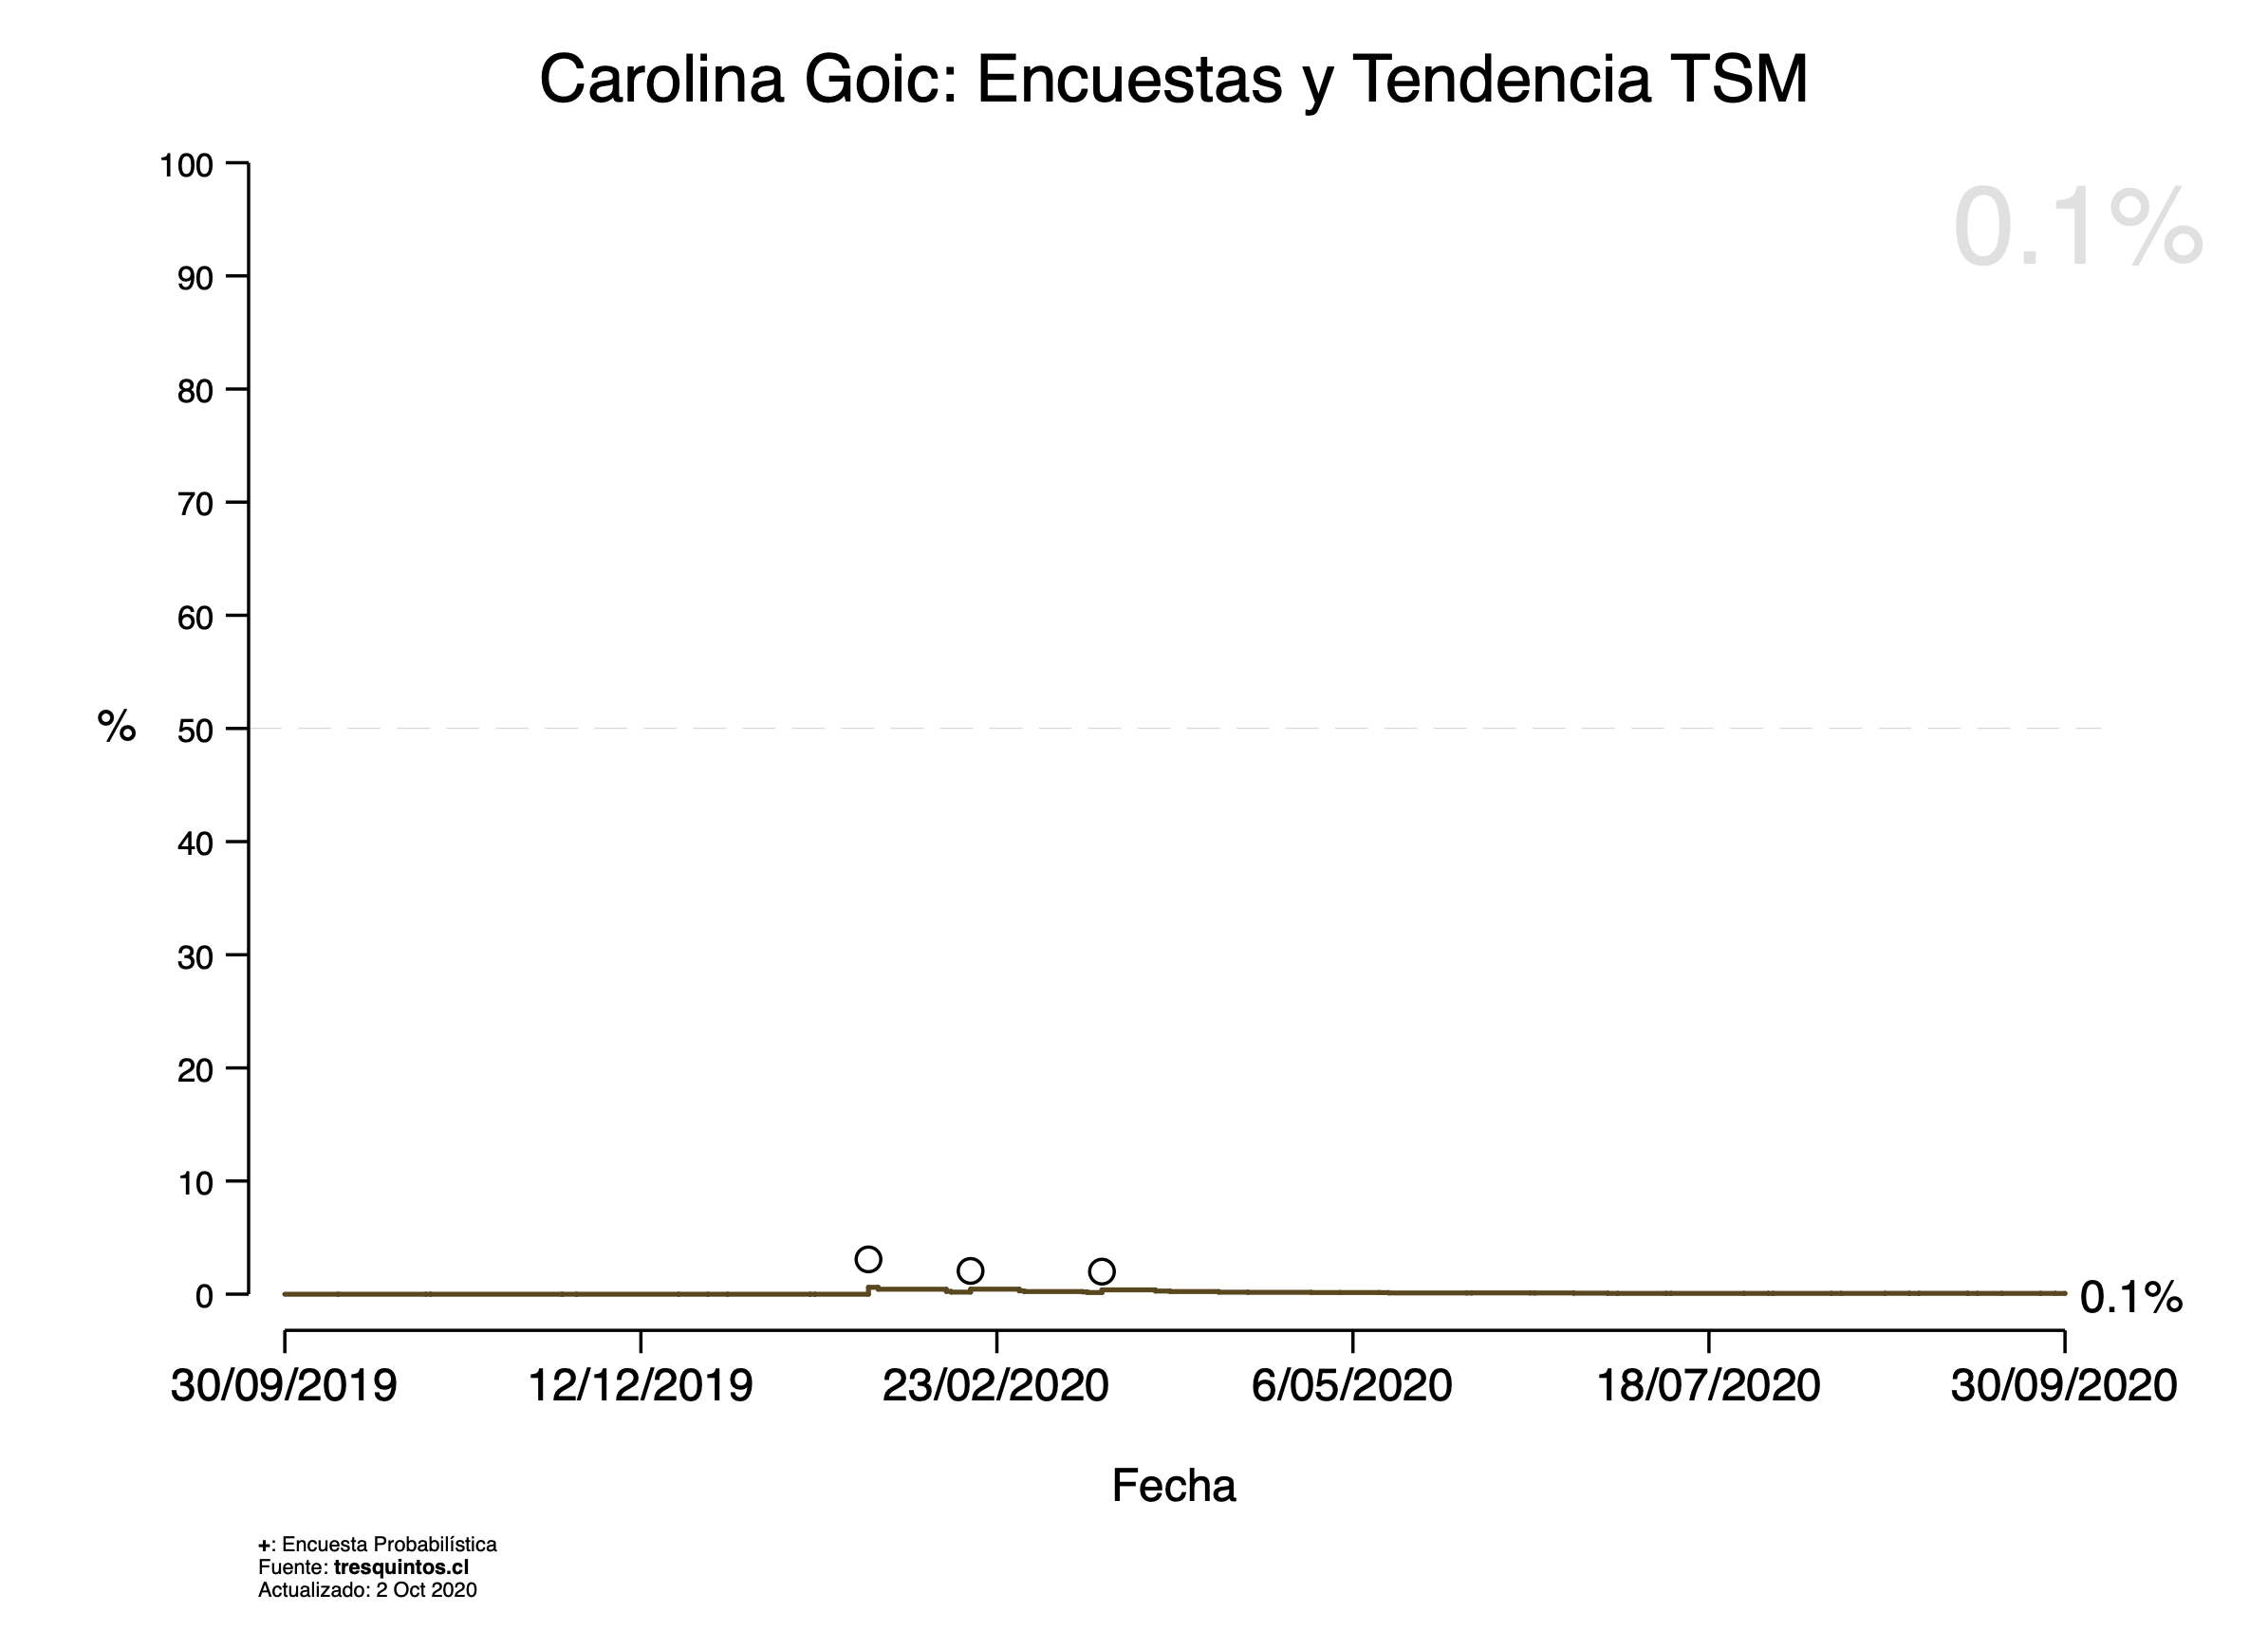 Carolina Goic: Encuestas y Tendencia TSM
0.1%
100
90
80
70
60
% 50
40
30
20
10
0
0.1%
30/09/2019 12/12/2019 23/02/2020 6/05/2020 18/07/2020 30/09/2020
Fecha
+: Encuesta Probabilística
Fuente: tresquintos.cl
Actualizado: 2 Oct 2020